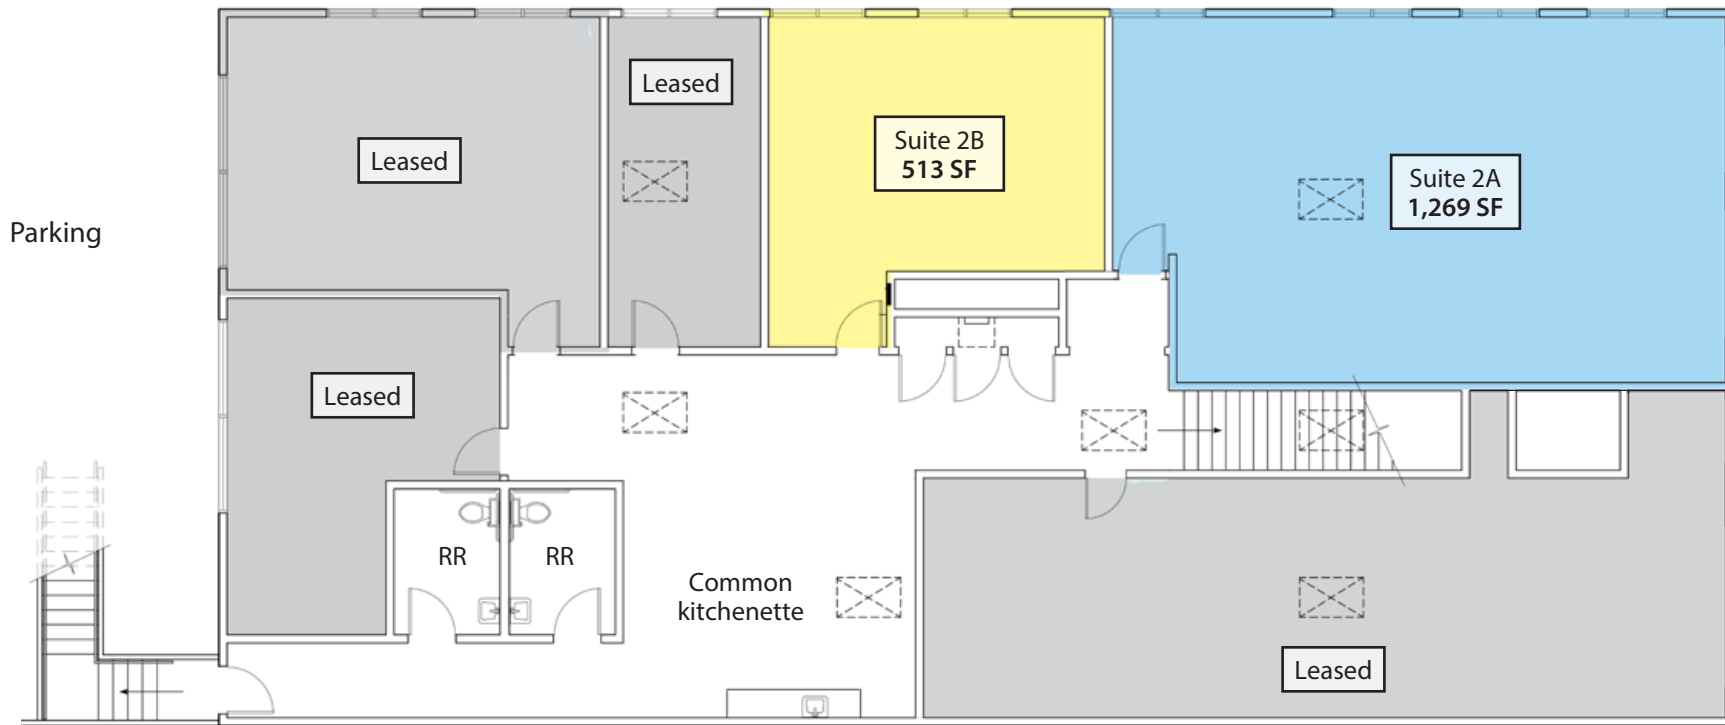 Leased
Suite 2B
513 SF
Leased
Suite 2A
1,269 SF
Parking
Leased
RR
RR
Common
kitchenette
Leased